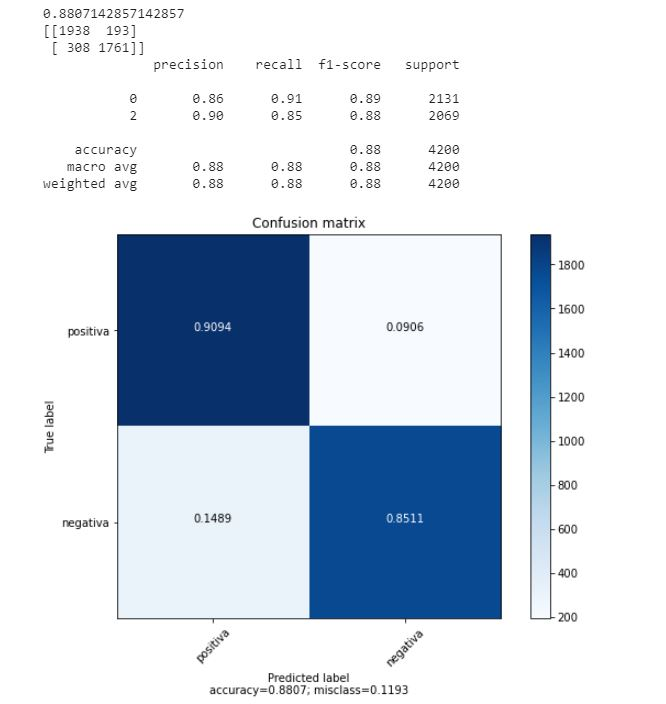 0.8807142857142857
[[1938 193]
[ 308 1761]]
precision recall f1-score support
0 0.86 0.91 0.89 2131
2 0.90 0.85 0.88 2069
accuracy 0.88 4200
macro avg 0.88 0.88 0.88 4200
weighted avg 0.88 0.88 0.88 4200
Confusion matrix
positiva 0.9094 0.0906
negativa 0.1489 0.8511
True label
positiva negativa
Predicted label
accuracy=0.8807; misclass=0.1193
1800
1600
1400
1200
1000
800
600
400
200